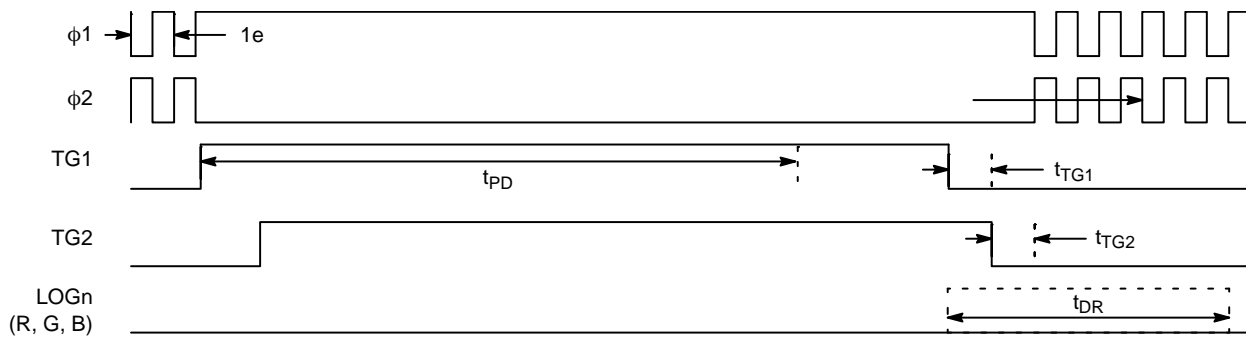 ϕ1
1e
ϕ2
TG1
tPD
tTG1
TG2
tTG2
LOGn
(R, G, B)
tDR